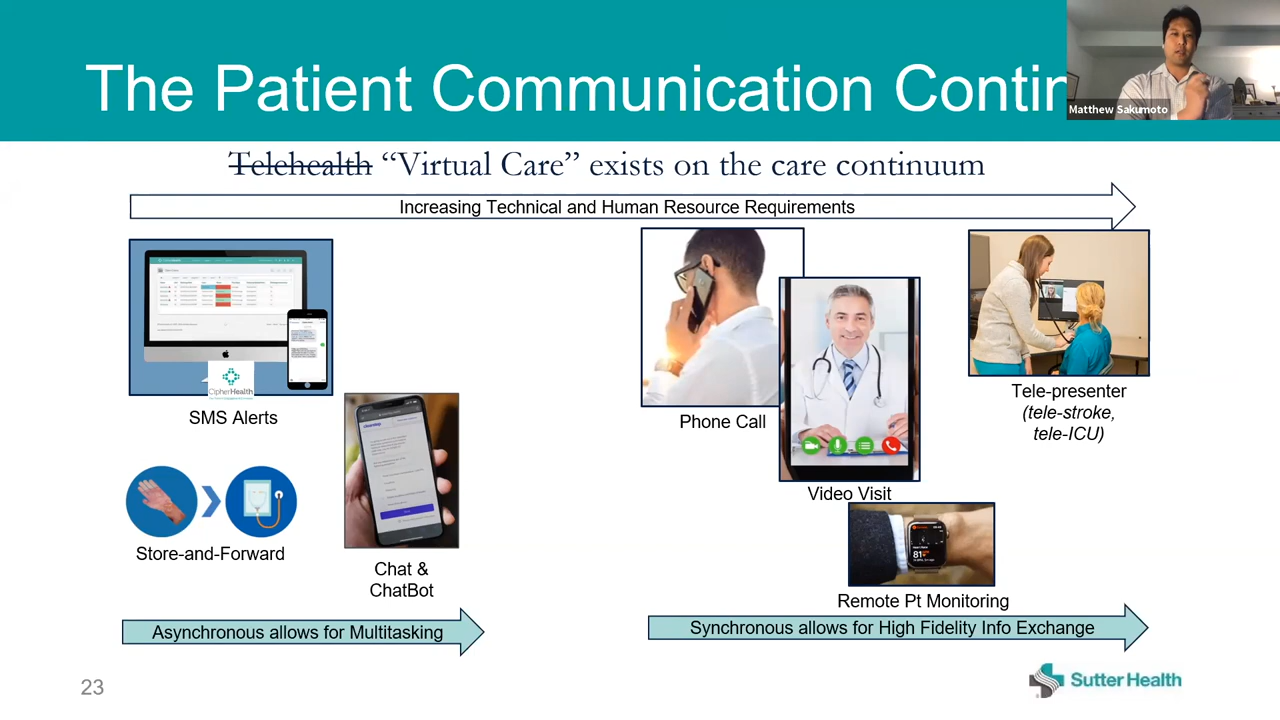 The Patient Communication Contin
Matthew Sakumoto
Telehealth “Virtual Care” exists on the care continuum
Increasing Technical and Human Resource Requirements
CipherHealth
SMS Alerts
Phone Call
Tele-presenter
(tele-stroke,
tele-ICU)
Video Visit
81
Store-and-Forward
Chat &
ChatBot
Remote Pt Monitoring
Asynchronous allows for Multitasking
Synchronous allows for High Fidelity Info Exchange
23
Sutter Health